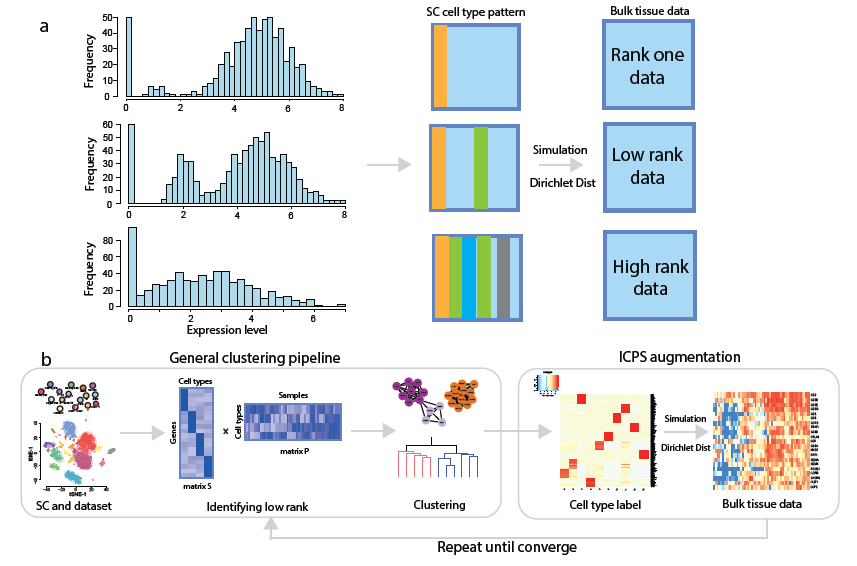 a
SC cell type pattern
Bulk tissue data
Frequency
50
40
30
20
10
0
0 2 4 6 8
Rank one
data
Frequency
60
50
40
30
20
10
0
0 2 4 6 8
Simulation
Dirichlet Dist
Low rank
data
Frequency
80
60
40
20
0
0 2 4 6
Expression level
High rank
data
b
General clustering pipeline
ICPS augmentation
tSNE-1
SC and dataset
Cell types
Genes
matrix S
×
Samples
Cell types
matrix P
Identifying low rank
Clustering
Cell type label
Simulation
Dirichlet Dist
Bulk tissue data
Repeat until converge